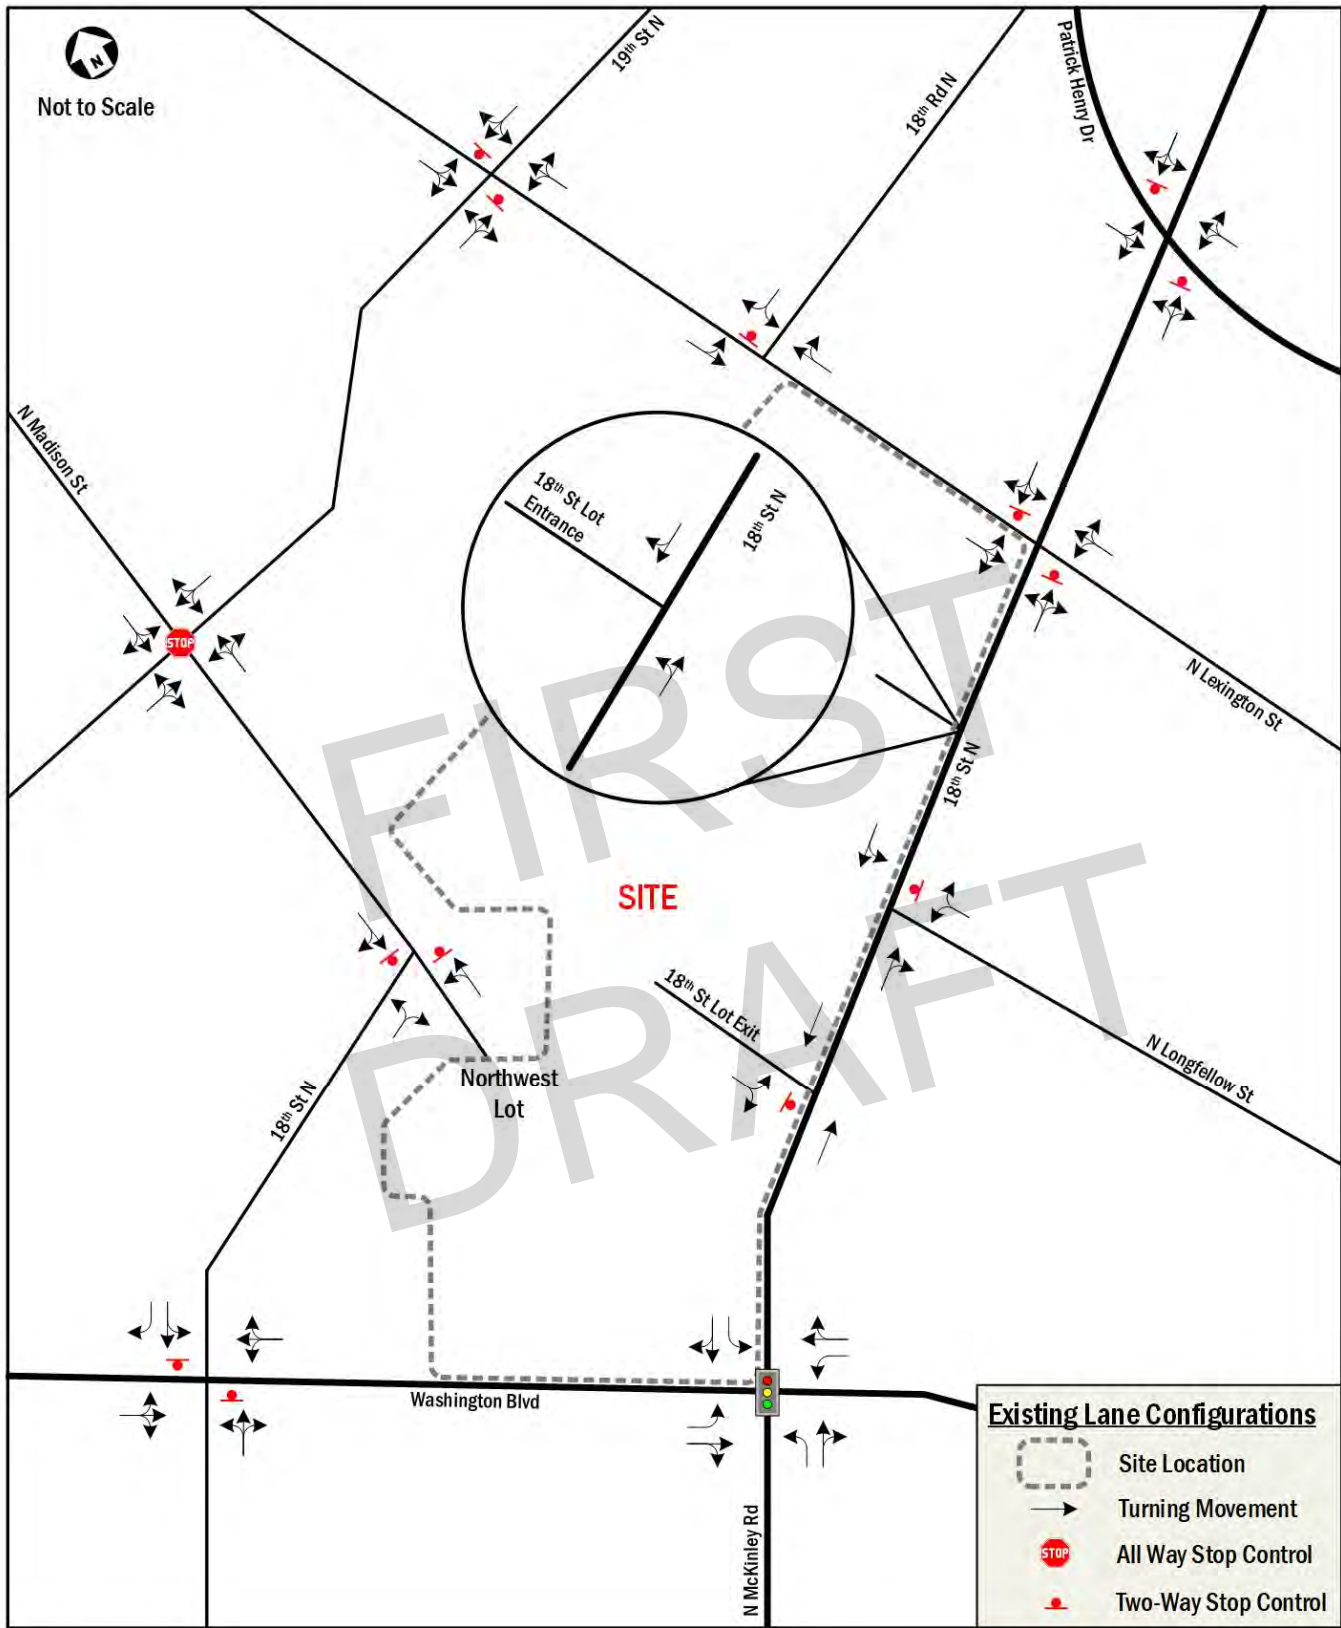 19th St N
Patrick Henry Dr
N
Not to Scale
18th Rd N
N Madison St
18th St Lot
Entrance
18th St N
STOP
N Lexington St
18th St N
FIRST
SITE
18th St Lot Exit
DRAFT
N Longfellow St
Northwest
Lot
18th St N
Washington Blvd
N McKinley Rd
Existing Lane Configurations
Site Location
Turning Movement
STOP All Way Stop Control
Two-Way Stop Control